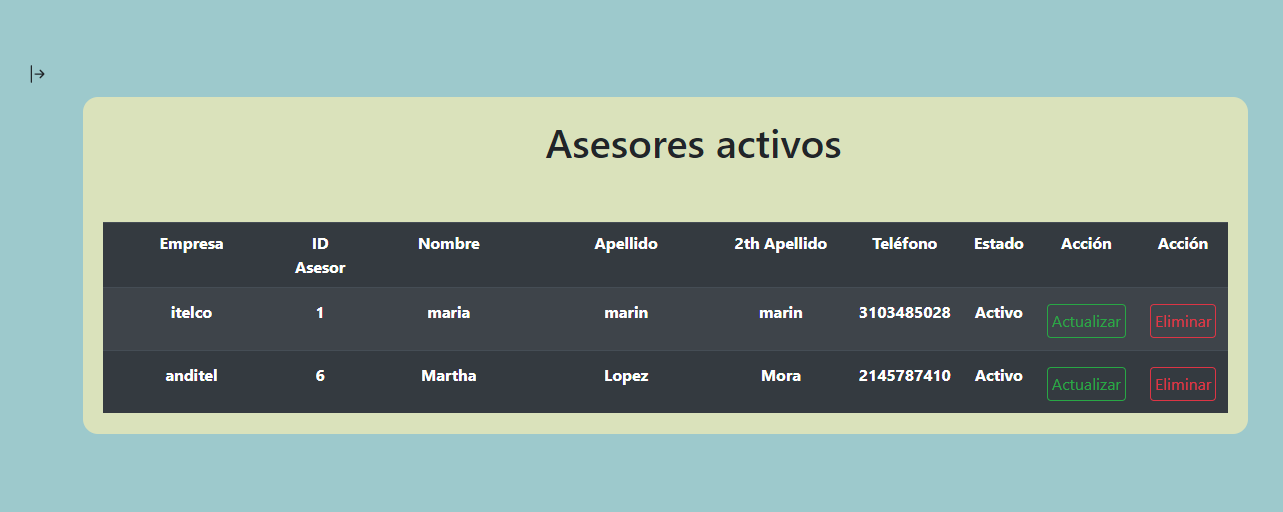 Asesores activos
Empresa ID Asesor Nombre Apellido 2th Apellido Teléfono Estado Acción Acción
itelco 1 maria marin marin 3103485028 Activo Actualizar Eliminar
anditel 6 Martha Lopez Mora 2145787410 Activo Actualizar Eliminar